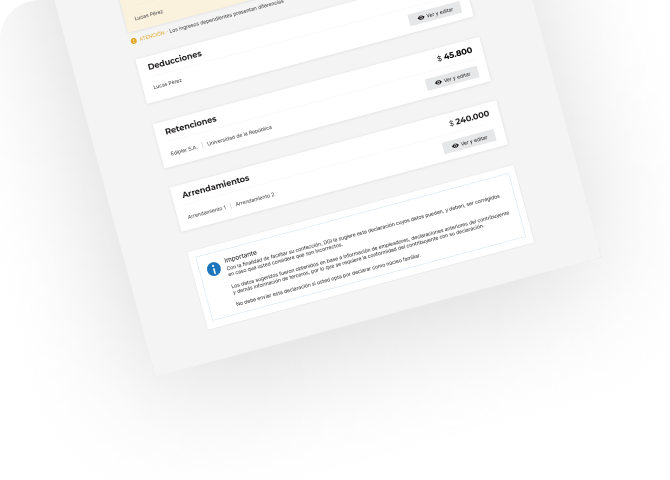 Lucas Pérez
ATENCIÓN - Los ingresos dependientes presentan diferencias
Ver y editar
Deducciones
Lucas Pérez
$ 45.800
Ver y editar
Retenciones
Edipler S.A. | Universidad de la República
$ 240.000
Ver y editar
Arrendamientos
Arrendamiento 1 | Arrendamiento 2
Importante
Con la finalidad de facilitar su confección, DGI le sugiere esta declaración cuyos datos pueden, y deben, ser corregidos
en caso que usted considere que son incorrectos.
Los datos sugeridos fueron obtenidos en base a información de empleadores, declaraciones anteriores del contribuyente
y demás información de terceros, por lo que se requiere la conformidad del contribuyente con su declaración.
No debe enviar esta declaración si usted opta por declarar como núcleo familiar.